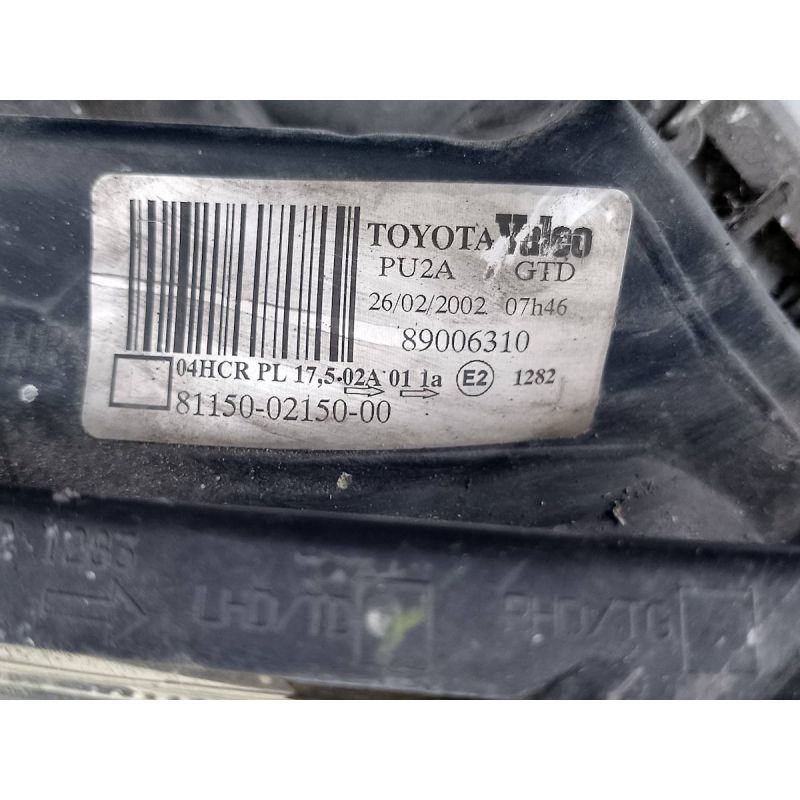 TOYOTA Valeo
PU2A GTD
26/02/2002 07h46
89006310
04HCR PL 17,5-02A 01 1a E2 1282
81150-02150-00
LHD/TD
RHD/TG